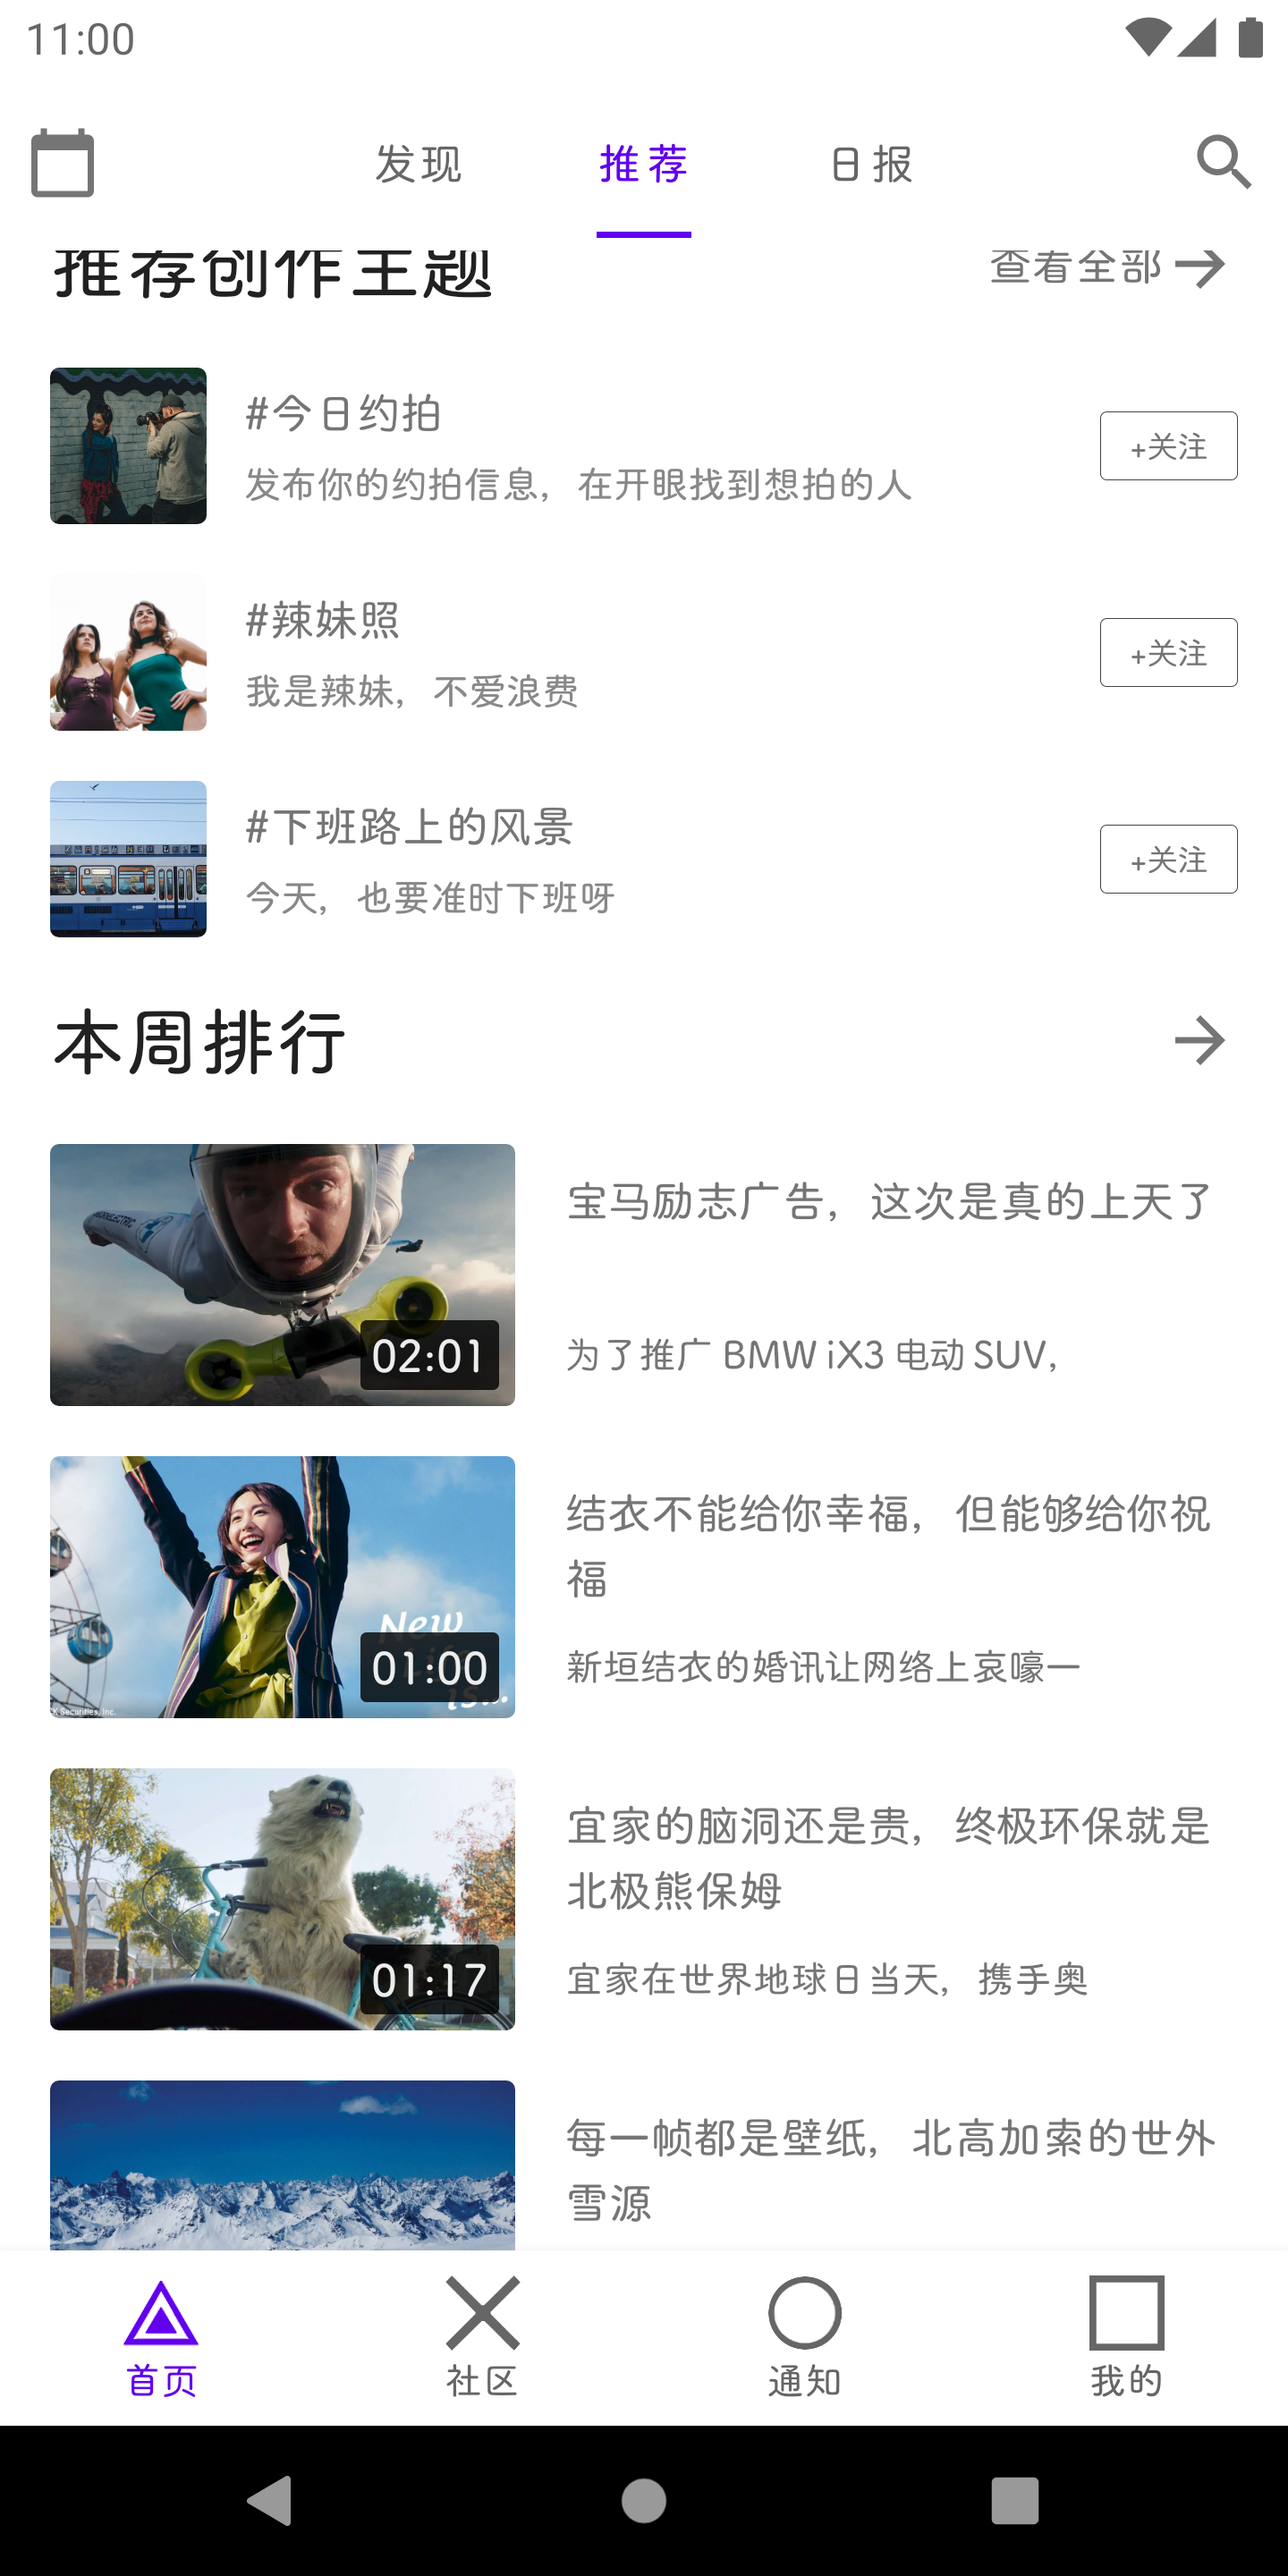 11:00
发现 推荐 日报
推荐创作主题 查看全部
#今日约拍
发布你的约拍信息，在开眼找到想拍的人
+关注
#辣妹照
我是辣妹，不爱浪费
+关注
#下班路上的风景
今天，也要准时下班呀
+关注
本周排行
宝马励志广告，这次是真的上天了
02:01
为了推广 BMW iX3 电动 SUV，
结衣不能给你幸福，但能够给你祝
福
New
01:00
is...
Securities, Inc.
新垣结衣的婚讯让网络上哀嚎一
宜家的脑洞还是贵，终极环保就是
北极熊保姆
01:17
宜家在世界地球日当天，携手奥
每一帧都是壁纸，北高加索的世外
雪源
首页 社区 通知 我的